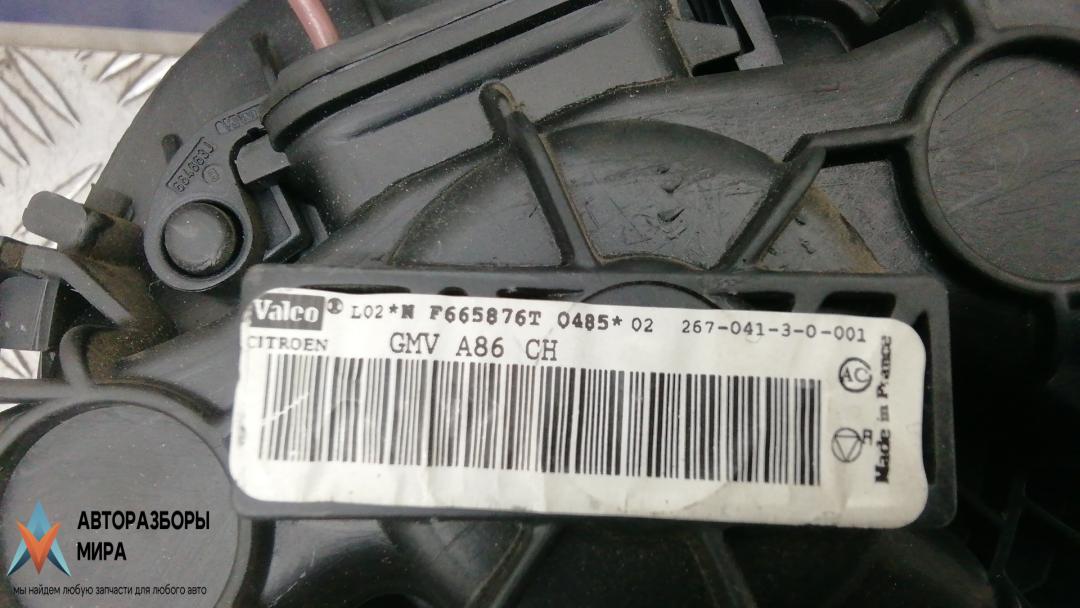 684863J
Valeo L02*N F665876T 0485* 02 267-041-3-0-001
CITROEN GMV A86 CH
AC
Made in France
АВТОРАЗБОРЫ
МИРА
мы найдем любую запчасти для любого авто